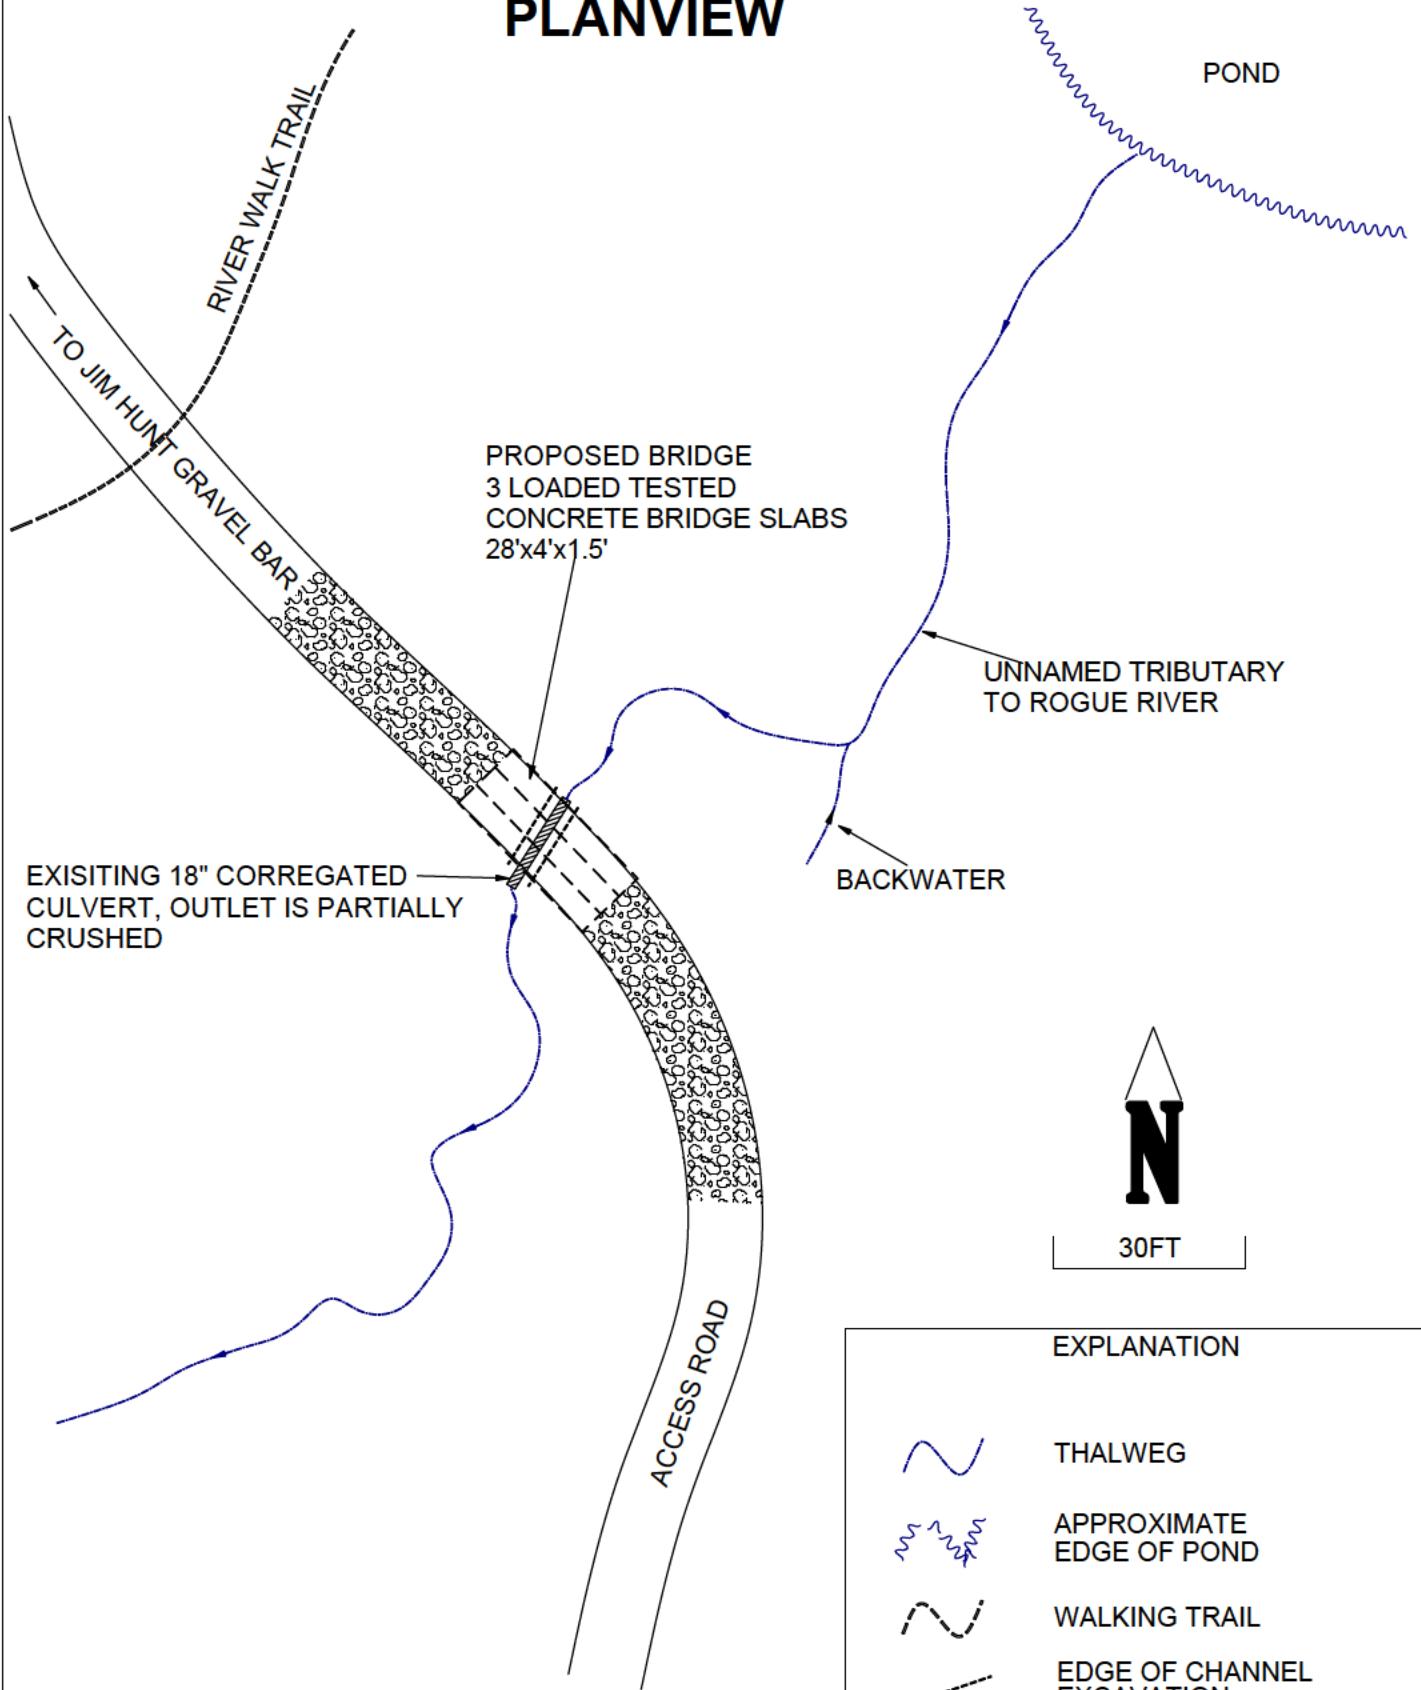 PLANVIEW
POND
RIVER WALK TRAIL
TO JIM HUNT GRAVEL BAR
PROPOSED BRIDGE
3 LOADED TESTED
CONCRETE BRIDGE SLABS
28'x4'x1.5'
UNNAMED TRIBUTARY
TO ROGUE RIVER
BACKWATER
EXISITING 18" CORREGATED
CULVERT, OUTLET IS PARTIALLY
CRUSHED
N
30FT
ACCESS ROAD
EXPLANATION
THALWEG
APPROXIMATE
EDGE OF POND
WALKING TRAIL
EDGE OF CHANNEL
EXCAVATION